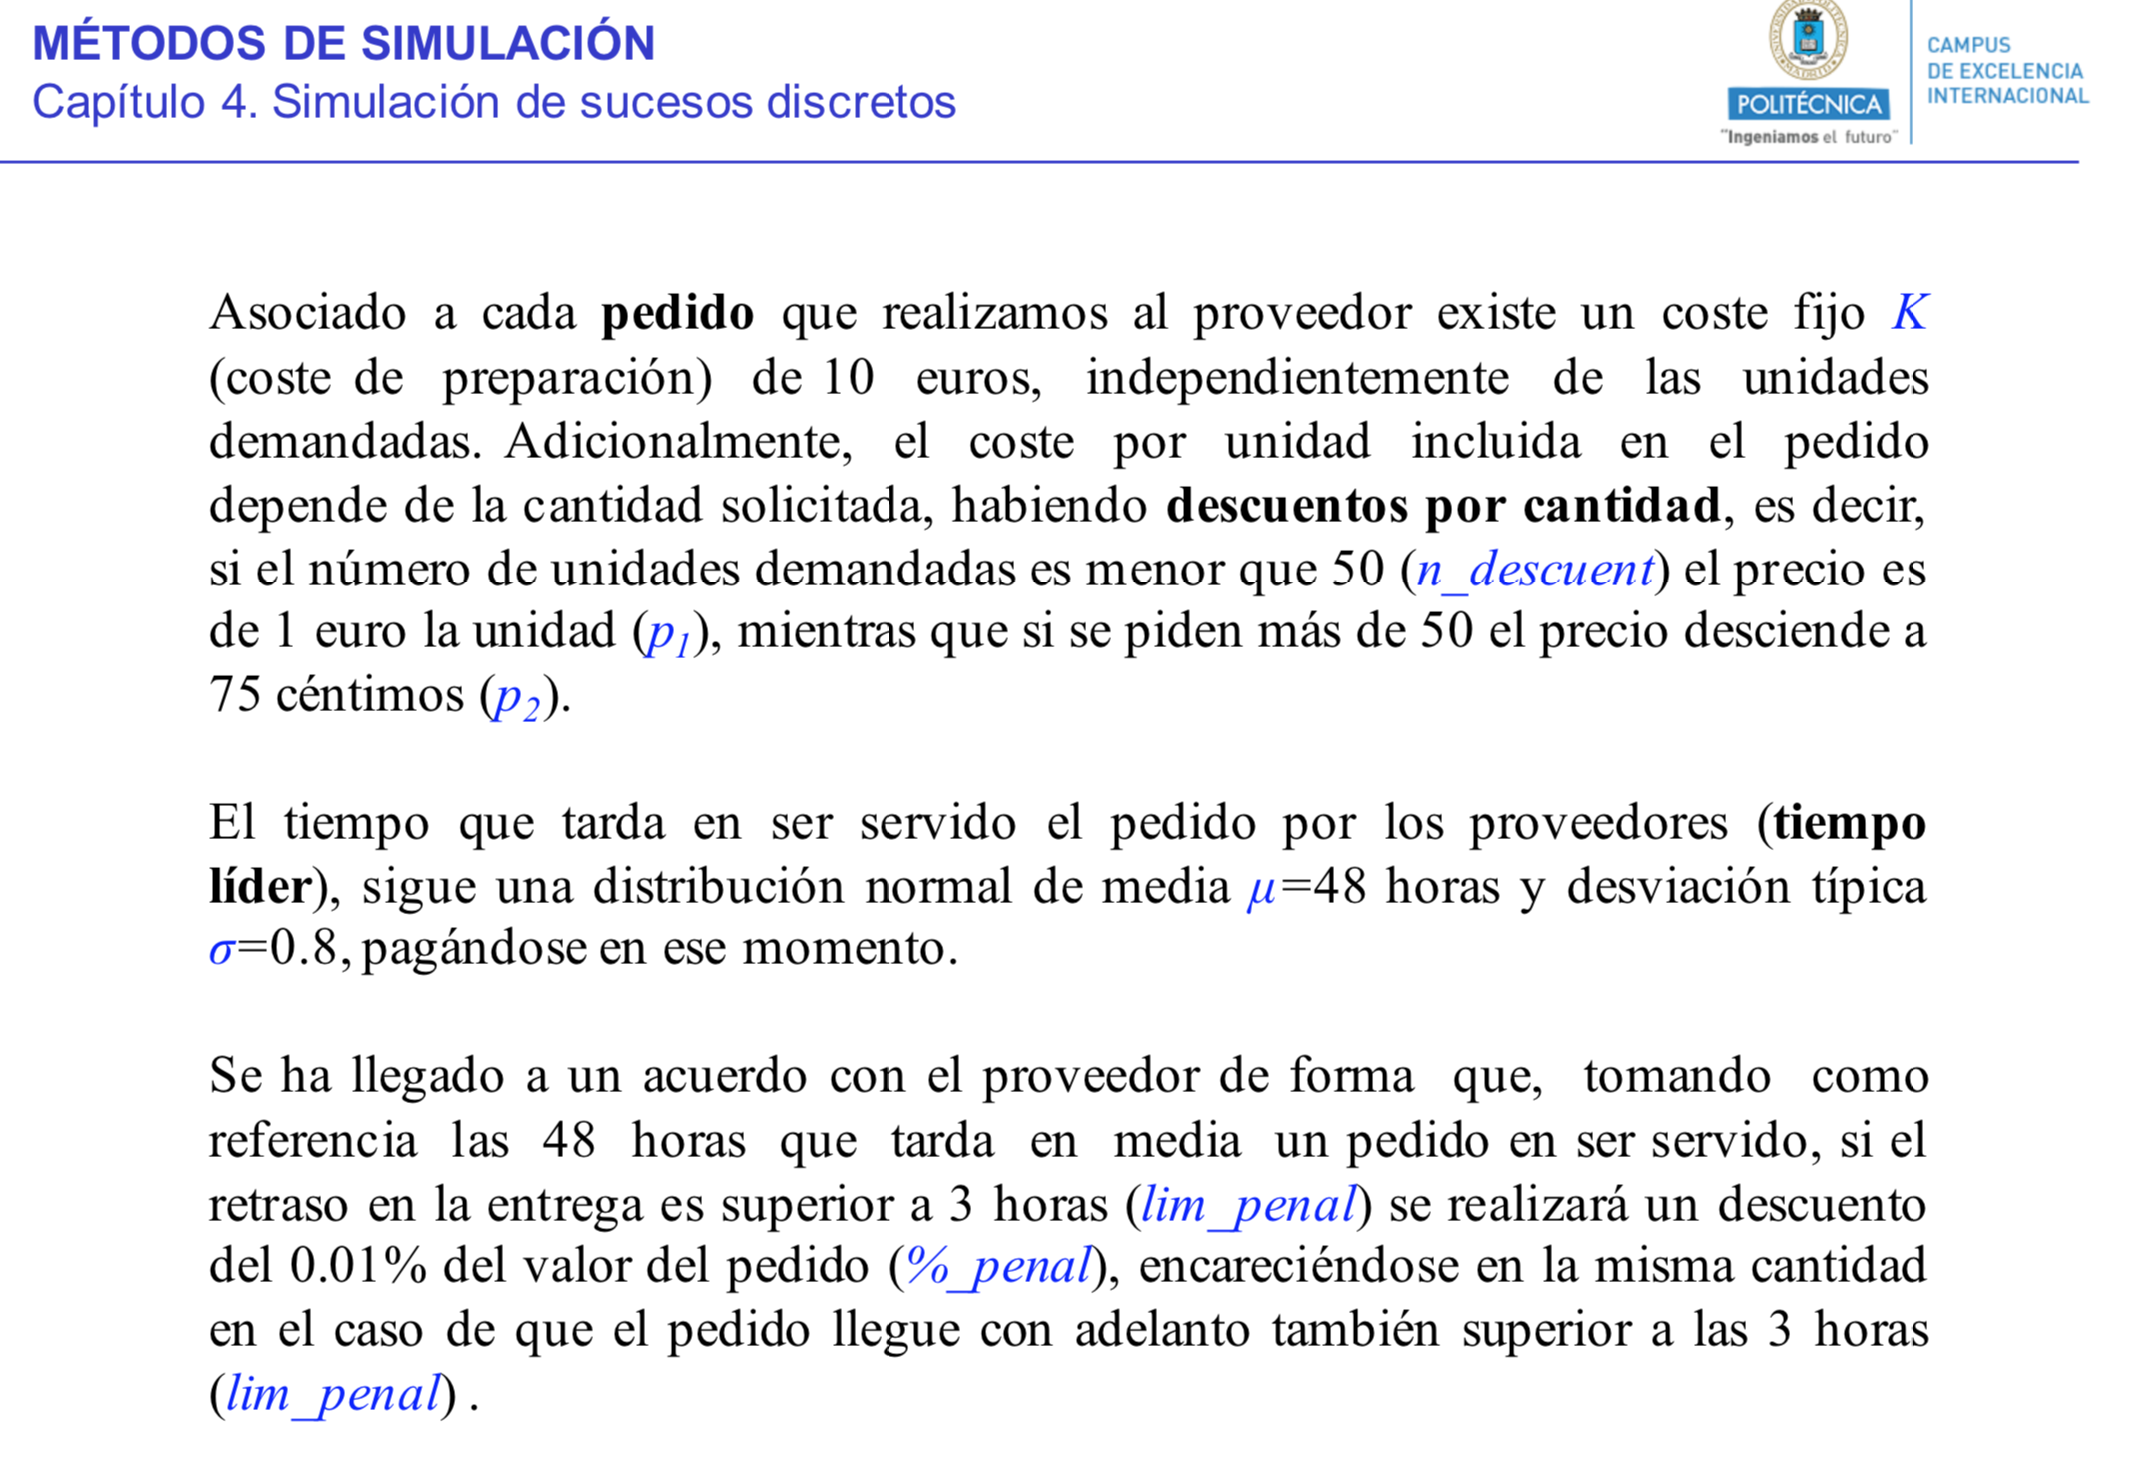 MÉTODOS DE SIMULACIÓN
Capítulo 4. Simulación de sucesos discretos
POLITÉCNICA
"Ingeniamos el futuro"
CAMPUS
DE EXCELENCIA
INTERNACIONAL
Asociado a cada pedido que realizamos al proveedor existe un coste fijo K
(coste de preparación) de 10 euros, independientemente de las unidades
demandadas. Adicionalmente, el coste por unidad incluida en el pedido
depende de la cantidad solicitada, habiendo descuentos por cantidad, es decir,
si el número de unidades demandadas es menor que 50 (n_descuent) el precio es
de 1 euro la unidad (p1), mientras que si se piden más de 50 el precio desciende a
75 céntimos (p2).
El tiempo que tarda en ser servido el pedido por los proveedores (tiempo
líder), sigue una distribución normal de media μ=48 horas y desviación típica
σ=0.8, pagándose en ese momento.
Se ha llegado a un acuerdo con el proveedor de forma que, tomando como
referencia las 48 horas que tarda en media un pedido en ser servido, si el
retraso en la entrega es superior a 3 horas (lim_penal) se realizará un descuento
del 0.01% del valor del pedido (%_penal), encareciéndose en la misma cantidad
en el caso de que el pedido llegue con adelanto también superior a las 3 horas
(lim_penal) .